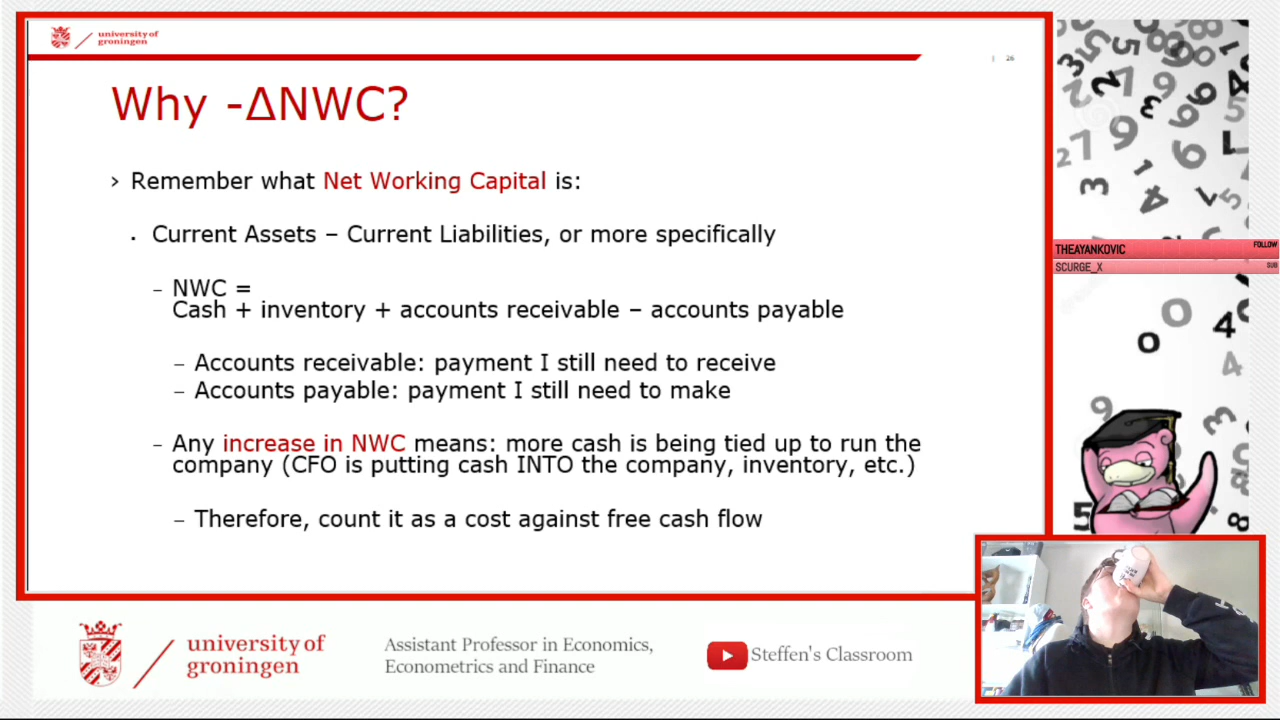 university of
groningen
| 26
Why -ΔNWC?
› Remember what Net Working Capital is:
. Current Assets – Current Liabilities, or more specifically
– NWC =
Cash + inventory + accounts receivable – accounts payable
– Accounts receivable: payment I still need to receive
– Accounts payable: payment I still need to make
– Any increase in NWC means: more cash is being tied up to run the
company (CFO is putting cash INTO the company, inventory, etc.)
– Therefore, count it as a cost against free cash flow
THEAYANKOVIC FOLLOW
SCURGE_X SUB
university of
groningen
Assistant Professor in Economics,
Econometrics and Finance
Steffen's Classroom